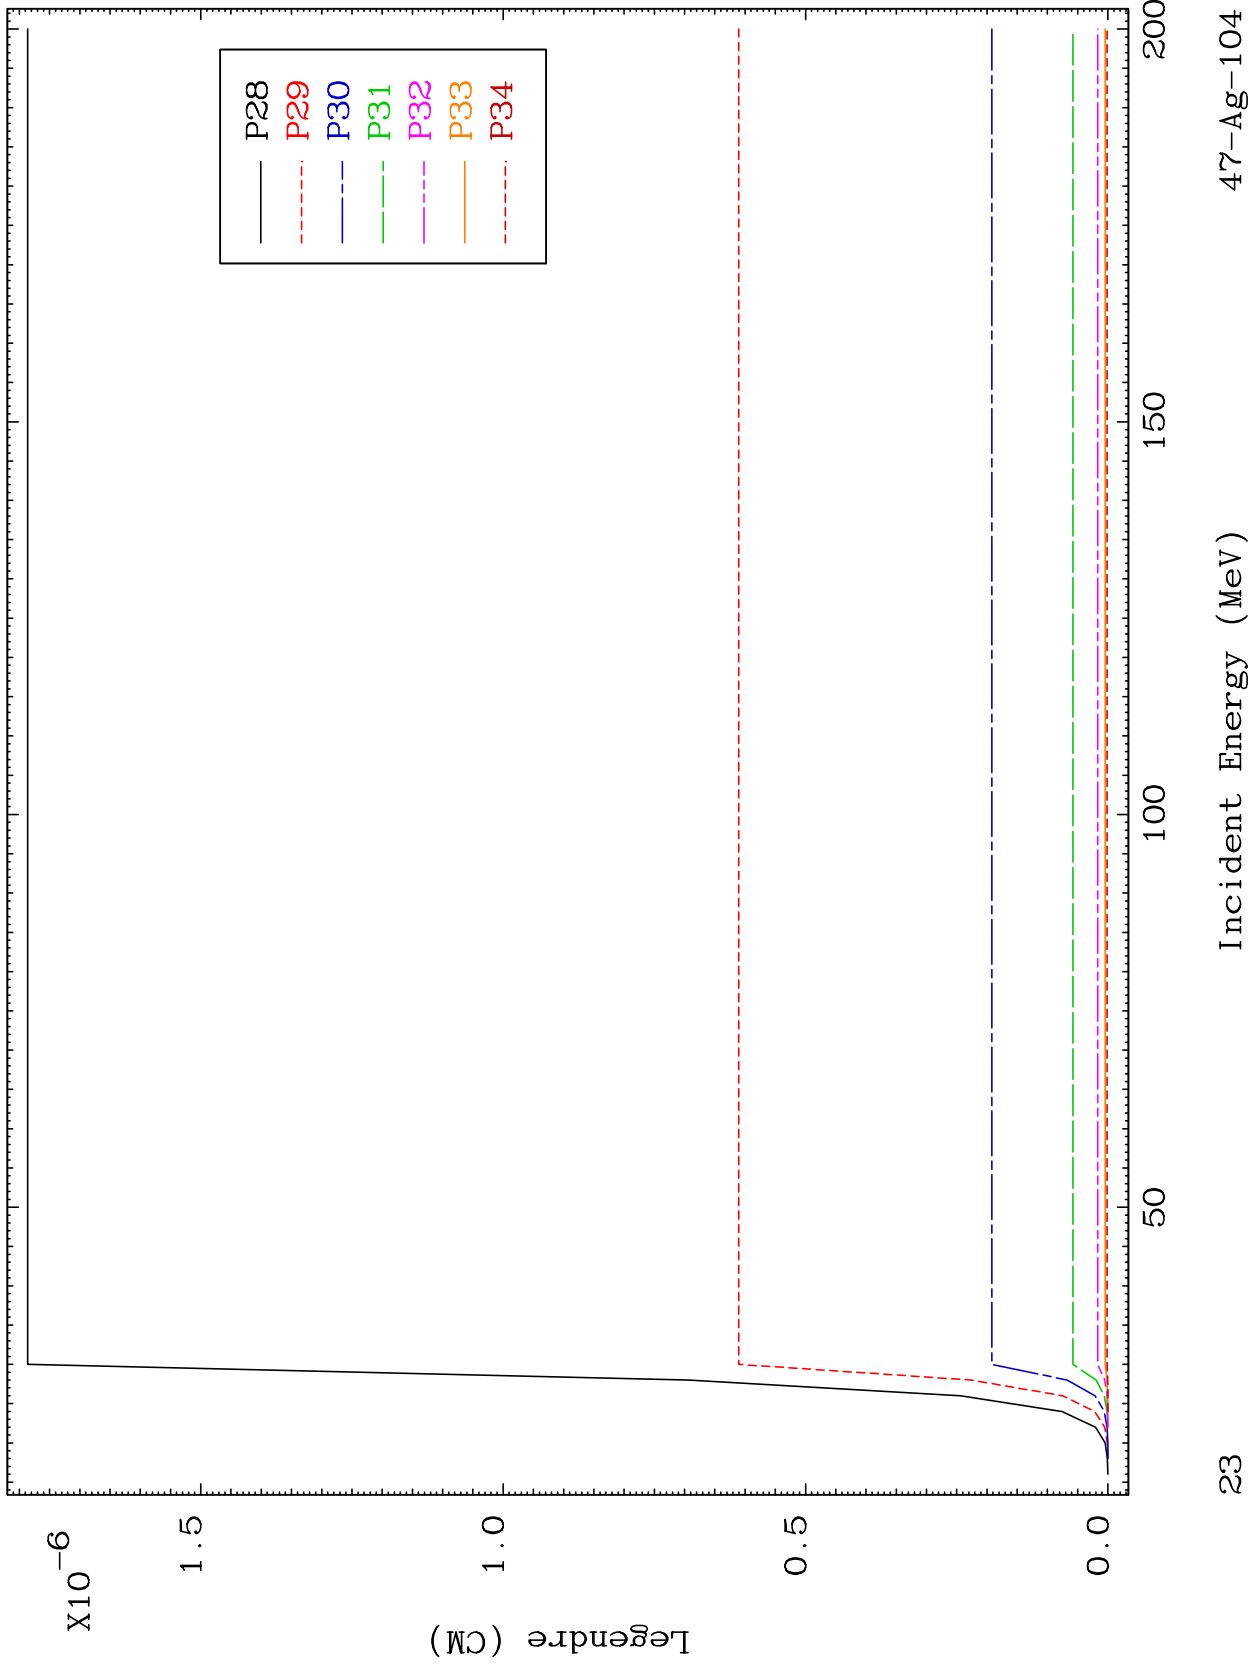 X10-6
Legendre (CM)
1.5
1.0
0.5
0.0
P28
P29
P30
P31
P32
P33
P34
50
100
150
200
23
Incident Energy (MeV)
47-Ag-104